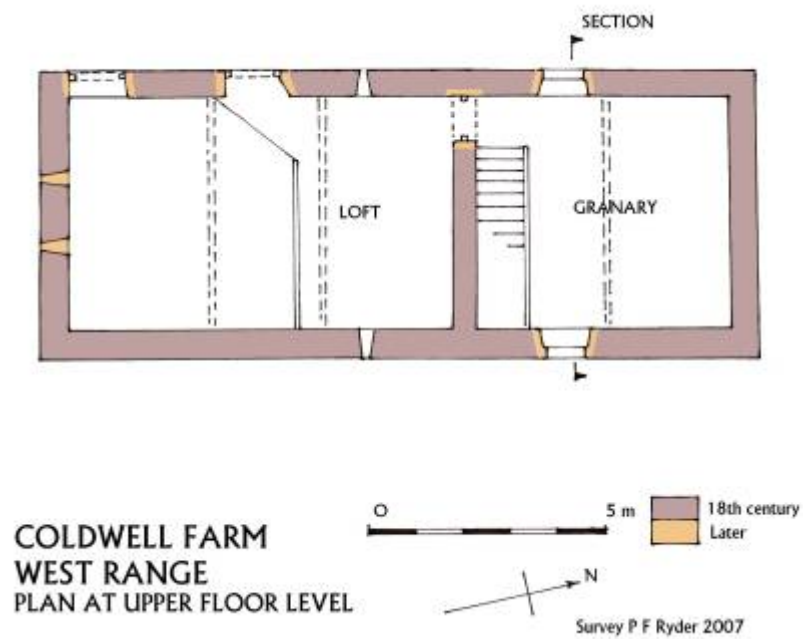 SECTION
LOFT
GRANARY
O 5 m
18th century
Later
COLDWELL FARM
WEST RANGE
PLAN AT UPPER FLOOR LEVEL
N
Survey P F Ryder 2007